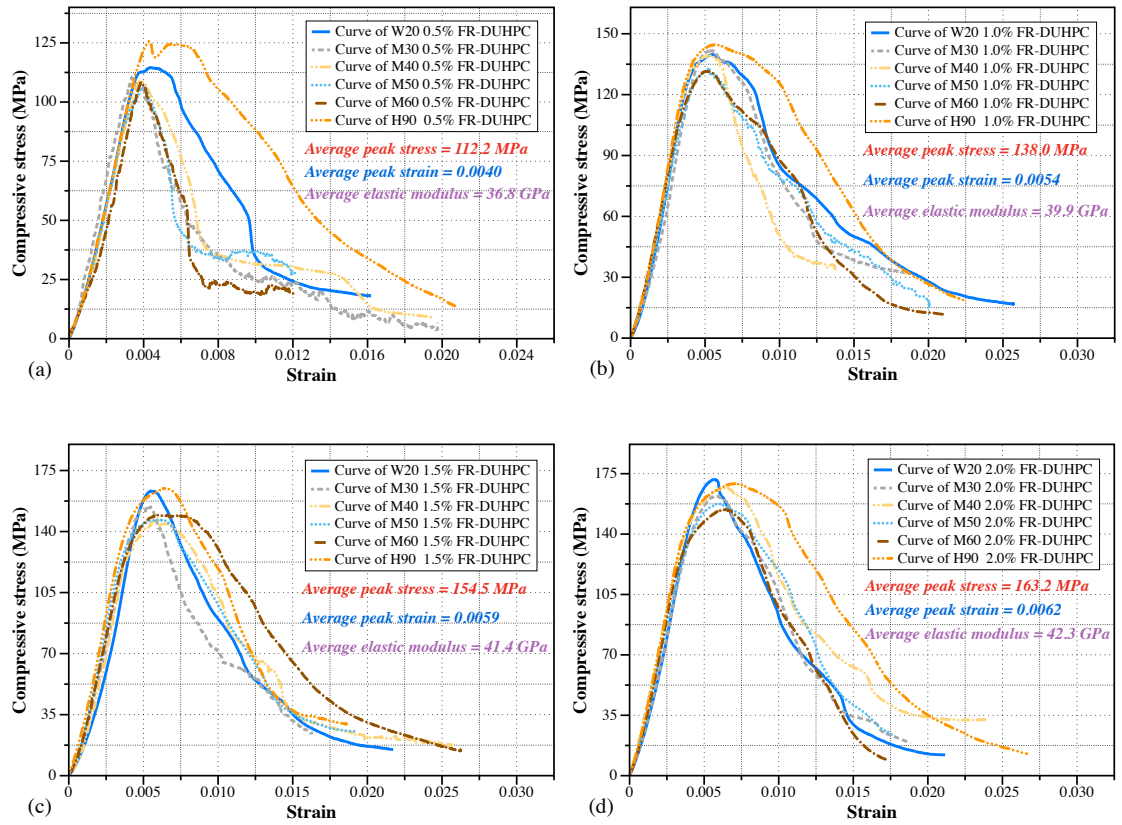 125
100
75
50
25
0
Compressive stress (MPa)
Curve of W20 0.5% FR-DUHPC
Curve of M30 0.5% FR-DUHPC
Curve of M40 0.5% FR-DUHPC
Curve of M50 0.5% FR-DUHPC
Curve of M60 0.5% FR-DUHPC
Curve of H90 0.5% FR-DUHPC
Average peak stress = 112.2 MPa
Average peak strain = 0.0040
Average elastic modulus = 36.8 GPa
0 0.004 0.008 0.012 0.016 0.020 0.024
Strain
(a)
150
120
90
60
30
0
Compressive stress (MPa)
Curve of W20 1.0% FR-DUHPC
Curve of M30 1.0% FR-DUHPC
Curve of M40 1.0% FR-DUHPC
Curve of M50 1.0% FR-DUHPC
Curve of M60 1.0% FR-DUHPC
Curve of H90 1.0% FR-DUHPC
Average peak stress = 138.0 MPa
Average peak strain = 0.0054
Average elastic modulus = 39.9 GPa
0 0.005 0.010 0.015 0.020 0.025 0.030
Strain
(b)
175
140
105
70
35
0
Compressive stress (MPa)
Curve of W20 1.5% FR-DUHPC
Curve of M30 1.5% FR-DUHPC
Curve of M40 1.5% FR-DUHPC
Curve of M50 1.5% FR-DUHPC
Curve of M60 1.5% FR-DUHPC
Curve of H90 1.5% FR-DUHPC
Average peak stress = 154.5 MPa
Average peak strain = 0.0059
Average elastic modulus = 41.4 GPa
0 0.005 0.010 0.015 0.020 0.025 0.030
Strain
(c)
175
140
105
70
35
0
Compressive stress (MPa)
Curve of W20 2.0% FR-DUHPC
Curve of M30 2.0% FR-DUHPC
Curve of M40 2.0% FR-DUHPC
Curve of M50 2.0% FR-DUHPC
Curve of M60 2.0% FR-DUHPC
Curve of H90 2.0% FR-DUHPC
Average peak stress = 163.2 MPa
Average peak strain = 0.0062
Average elastic modulus = 42.3 GPa
0 0.005 0.010 0.015 0.020 0.025 0.030
Strain
(d)